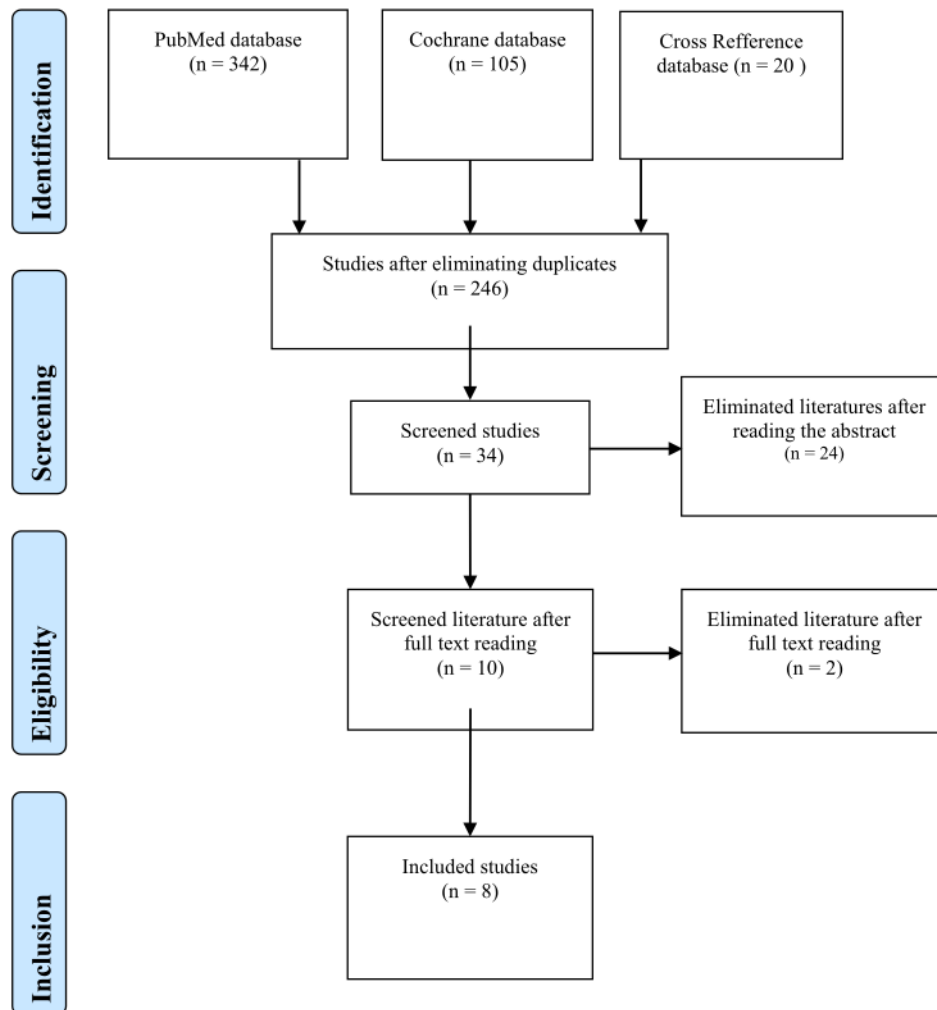 Identification
PubMed database
(n = 342)
Cochrane database
(n = 105)
Cross Refference
database (n = 20 )
Studies after eliminating duplicates
(n = 246)
Screening
Screened studies
(n = 34)
Eliminated literatures after
reading the abstract
(n = 24)
Eligibility
Screened literature after
full text reading
(n = 10)
Eliminated literature after
full text reading
(n = 2)
Inclusion
Included studies
(n = 8)